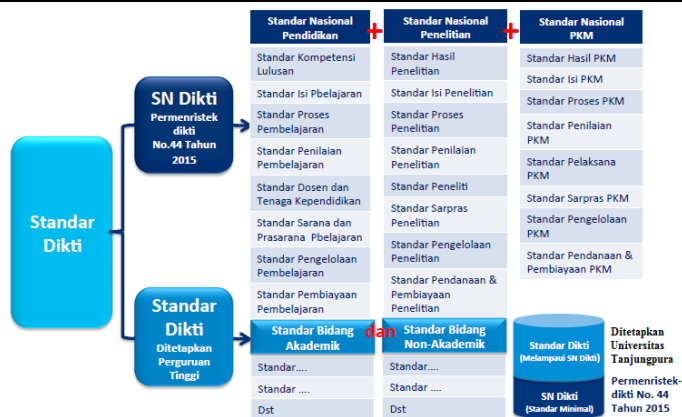 Standar
Dikti
SN Dikti
Permenristek
dikti
No.44 Tahun
2015
Standar
Dikti
Ditetapkan
Perguruan
Tinggi
Standar Nasional
Pendidikan
Standar Kompetensi
Lulusan
Standar Isi Pbelajaran
Standar Proses
Pembelajaran
Standar Penilaian
Pembelajaran
Standar Dosen dan
Tenaga Kependidikan
Standar Sarana dan
Prasarana Pbelajaran
Standar Pengelolaan
Pembelajaran
Standar Pembiayaan
Pembelajaran
+
Standar Nasional
Penelitian
Standar Hasil
Penelitian
Standar Isi Penelitian
Standar Proses
Penelitian
Standar Penilaian
Penelitian
Standar Peneliti
Standar Sarpras
Penelitian
Standar Pengelolaan
Penelitian
Standar Pendanaan &
Pembiayaan
Penelitian
+
Standar Nasional
PKM
Standar Hasil PKM
Standar Isi PKM
Standar Proses PKM
Standar Penilaian
PKM
Standar Pelaksana
PKM
Standar Sarpras PKM
Standar Pengelolaan
PKM
Standar Pendanaan &
Pembiayaan PKM
Standar Bidang
Akademik
Standar....
Standar ....
Dst
dan
Standar Bidang
Non-Akademik
Standar....
Standar ....
Dst
Standar Dikti
(Melampaui SN Dikti)
SN Dikti
(Standar Minimal)
Ditetapkan
Universitas
Tanjungpura
Permenristek-
dikti No. 44
Tahun 2015